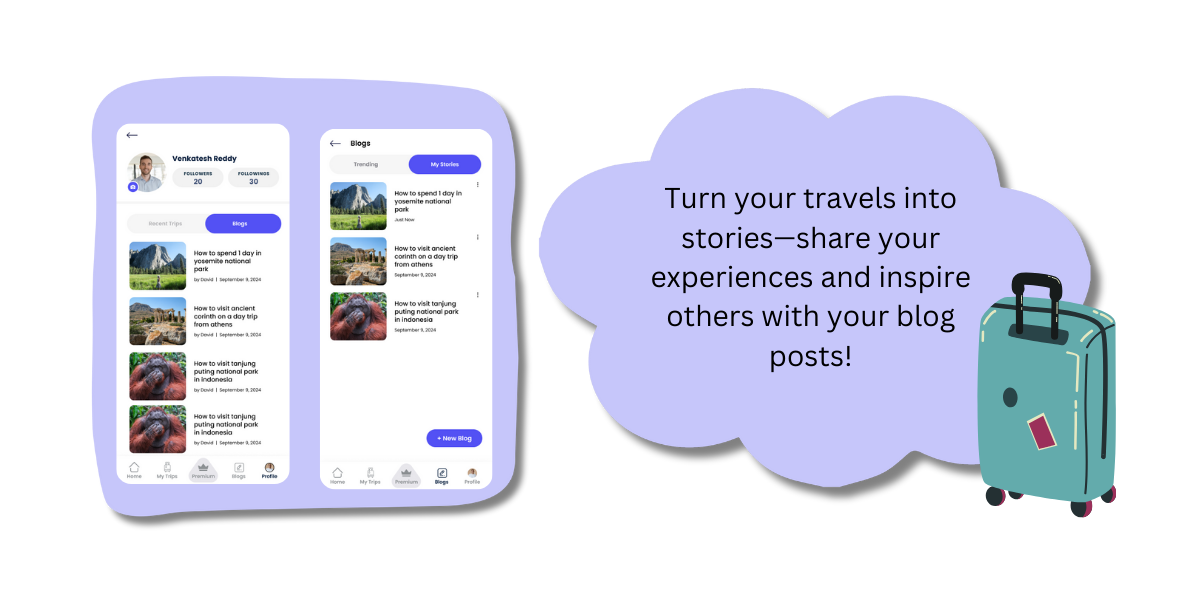 Venkatesh Reddy
FOLLOWERS
20
FOLLOWINGS
30
Recent Trips
Blogs
How to spend 1 day in
yosemite national
park
by David | September 9, 2024
How to visit ancient
corinth on a day trip
from athens
by David | September 9, 2024
How to visit tanjung
puting national park
in indonesia
by David | September 9, 2024
How to visit tanjung
puting national park
in indonesia
by David | September 9, 2024
Home
My Trips
Premium
Blogs
Profile
Blogs
Trending
My Stories
How to spend 1 day in
yosemite national
park
Just Now
How to visit ancient
corinth on a day trip
from athens
September 9, 2024
How to visit tanjung
puting national park
in indonesia
September 9, 2024
+ New Blog
Home
My Trips
Premium
Blogs
Profile
Turn your travels into
stories—share your
experiences and inspire
others with your blog
posts!